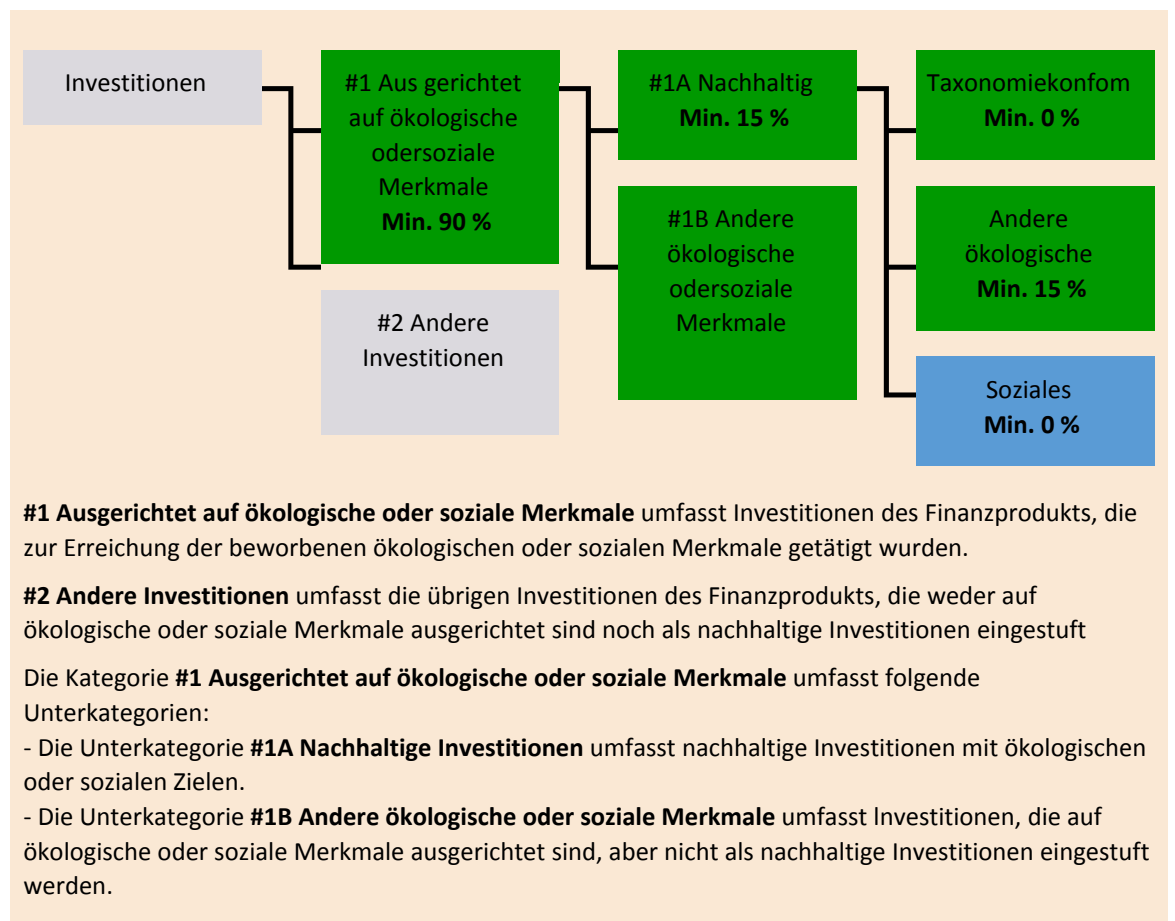 Investitionen
#1 Aus gerichtet
auf ökologische
odersoziale
Merkmale
Min. 90 %
#2 Andere
Investitionen
#1A Nachhaltig
Min. 15 %
#1B Andere
ökologische
odersoziale
Merkmale
Taxonomiekonfom
Min. 0 %
Andere
ökologische
Min. 15 %
Soziales
Min. 0 %
#1 Ausgerichtet auf ökologische oder soziale Merkmale umfasst Investitionen des Finanzprodukts, die
zur Erreichung der beworbenen ökologischen oder sozialen Merkmale getätigt wurden.
#2 Andere Investitionen umfasst die übrigen Investitionen des Finanzprodukts, die weder auf
ökologische oder soziale Merkmale ausgerichtet sind noch als nachhaltige Investitionen eingestuft
Die Kategorie #1 Ausgerichtet auf ökologische oder soziale Merkmale umfasst folgende
Unterkategorien:
- Die Unterkategorie #1A Nachhaltige Investitionen umfasst nachhaltige Investitionen mit ökologischen
oder sozialen Zielen.
- Die Unterkategorie #1B Andere ökologische oder soziale Merkmale umfasst lnvestitionen, die auf
ökologische oder soziale Merkmale ausgerichtet sind, aber nicht als nachhaltige Investitionen eingestuft
werden.